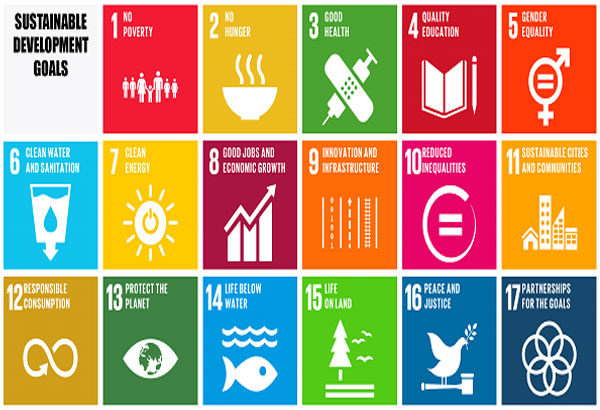 SUSTAINABLE
DEVELOPMENT
GOALS
1 NO
POVERTY
2 NO
HUNGER
3 GOOD
HEALTH
4 QUALITY
EDUCATION
5 GENDER
EQUALITY
6 CLEAN WATER
AND SANITATION
7 CLEAN
ENERGY
8 GOOD JOBS AND
ECONOMIC GROWTH
9 INNOVATION AND
INFRASTRUCTURE
10 REDUCED
INEQUALITIES
11 SUSTAINABLE CITIES
AND COMMUNITIES
12 RESPONSIBLE
CONSUMPTION
13 PROTECT THE
PLANET
14 LIFE BELOW
WATER
15 LIFE
ON LAND
16 PEACE AND
JUSTICE
17 PARTNERSHIPS
FOR THE GOALS